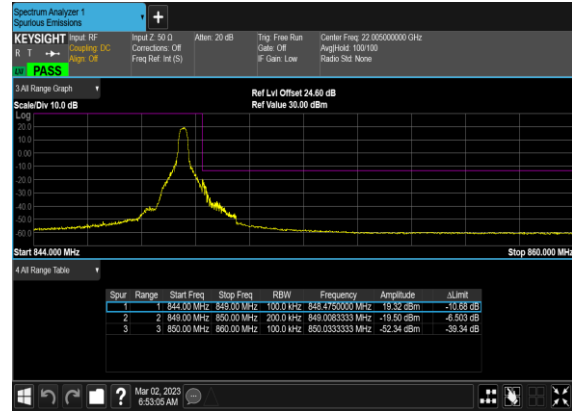 Spectrum Analyzer 1
Spurious Emissions
+
KEYSIGHT Input: RF Input Z: 50 Ω Atten: 20 dB Trig: Free Run Center Freq: 22.005000000 GHz
R T Coupling: DC Corrections: Off Gate: Off Avg|Hold: 100/100
Align: Off Freq Ref: Int (S) IF Gain: Low Radio Std: None
PASS
3 All Range Graph
Ref Lvl Offset 24.60 dB
Scale/Div 10.0 dB Ref Value 30.00 dBm
Log
20.0
10.0
0.00
-10.0
-20.0
-30.0
-40.0
-50.0
-60.0
Start 844.000 MHz Stop 860.000 MHz
4 All Range Table
Spur Range Start Freq Stop Freq RBW Frequency Amplitude ΔLimit
1 1 844.00 MHz 849.00 MHz 100.0 kHz 848.4750000 MHz 19.32 dBm -10.68 dB
2 2 849.00 MHz 850.00 MHz 200.0 kHz 849.0083333 MHz -19.50 dBm -6.503 dB
3 3 850.00 MHz 860.00 MHz 100.0 kHz 850.0333333 MHz -52.34 dBm -39.34 dB
? Mar 02, 2023
6:53:05 AM